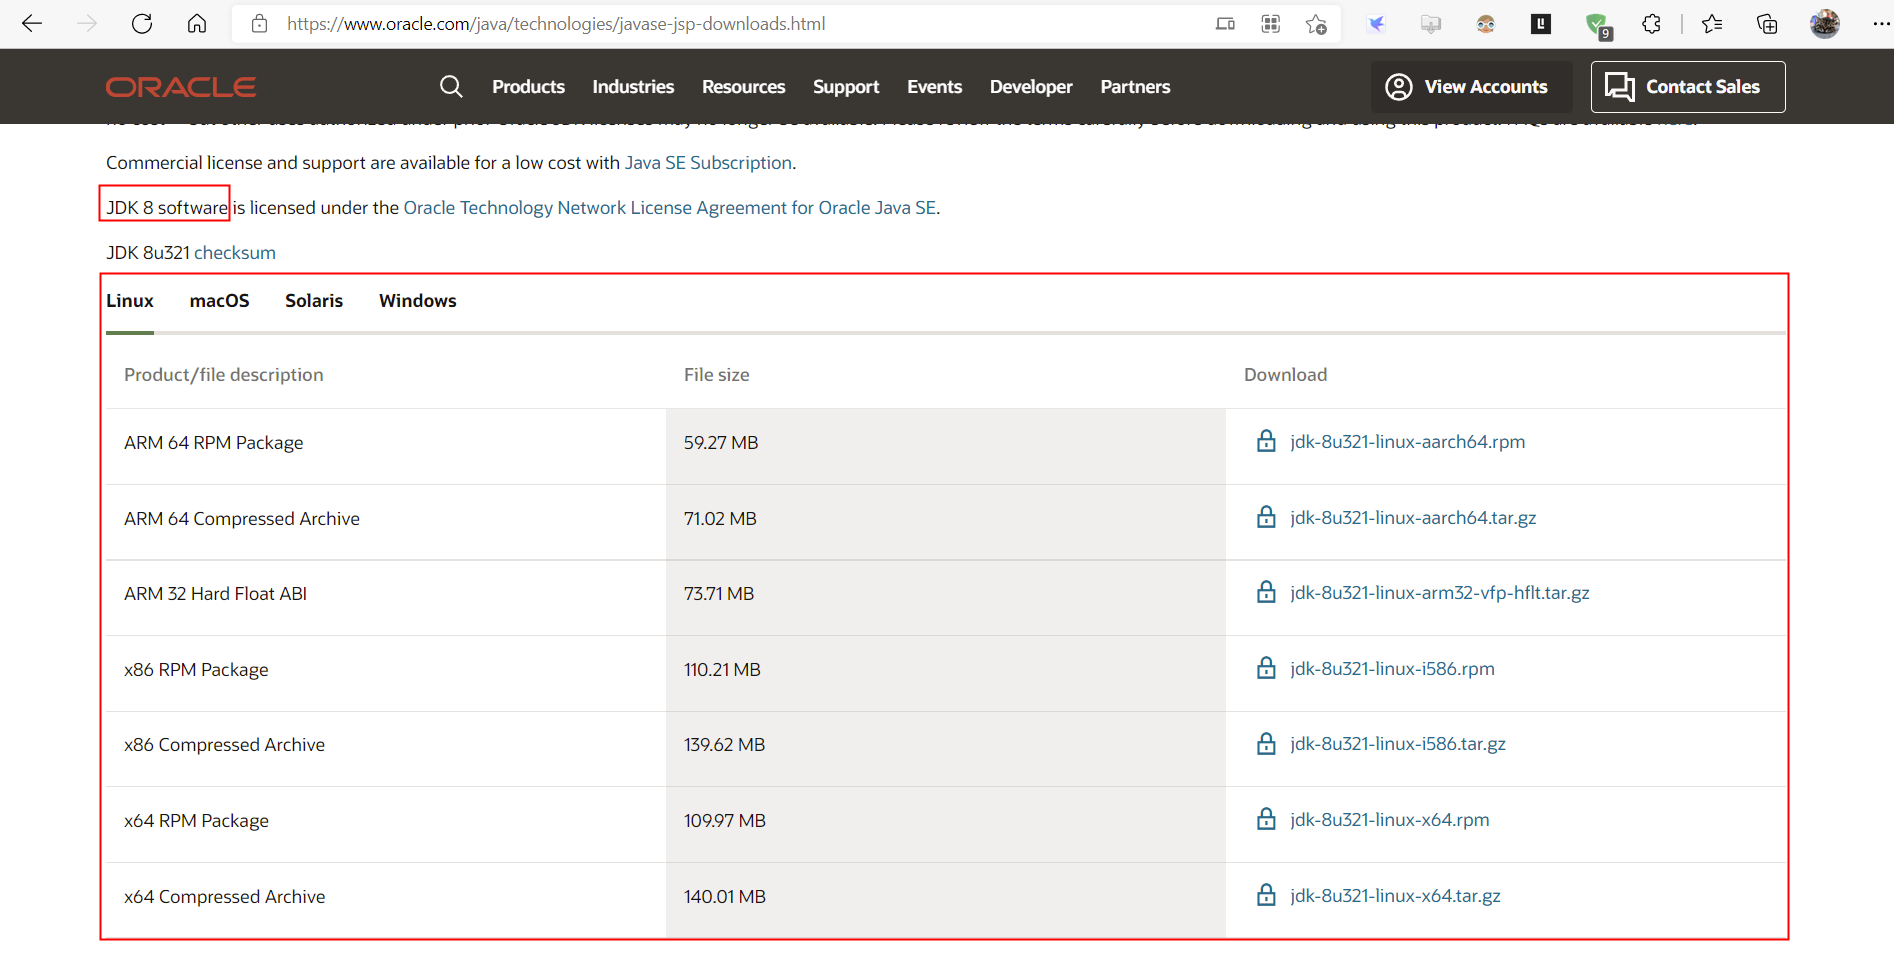 https://www.oracle.com/java/technologies/javase-jsp-downloads.html
9
ORACLE
Products Industries Resources Support Events Developer Partners
View Accounts
Contact Sales
Commercial license and support are available for a low cost with Java SE Subscription.
JDK 8 software is licensed under the Oracle Technology Network License Agreement for Oracle Java SE.
JDK 8u321 checksum
Linux macOS Solaris Windows
Product/file description File size Download
ARM 64 RPM Package 59.27 MB jdk-8u321-linux-aarch64.rpm
ARM 64 Compressed Archive 71.02 MB jdk-8u321-linux-aarch64.tar.gz
ARM 32 Hard Float ABI 73.71 MB jdk-8u321-linux-arm32-vfp-hflt.tar.gz
x86 RPM Package 110.21 MB jdk-8u321-linux-i586.rpm
x86 Compressed Archive 139.62 MB jdk-8u321-linux-i586.tar.gz
x64 RPM Package 109.97 MB jdk-8u321-linux-x64.rpm
x64 Compressed Archive 140.01 MB jdk-8u321-linux-x64.tar.gz